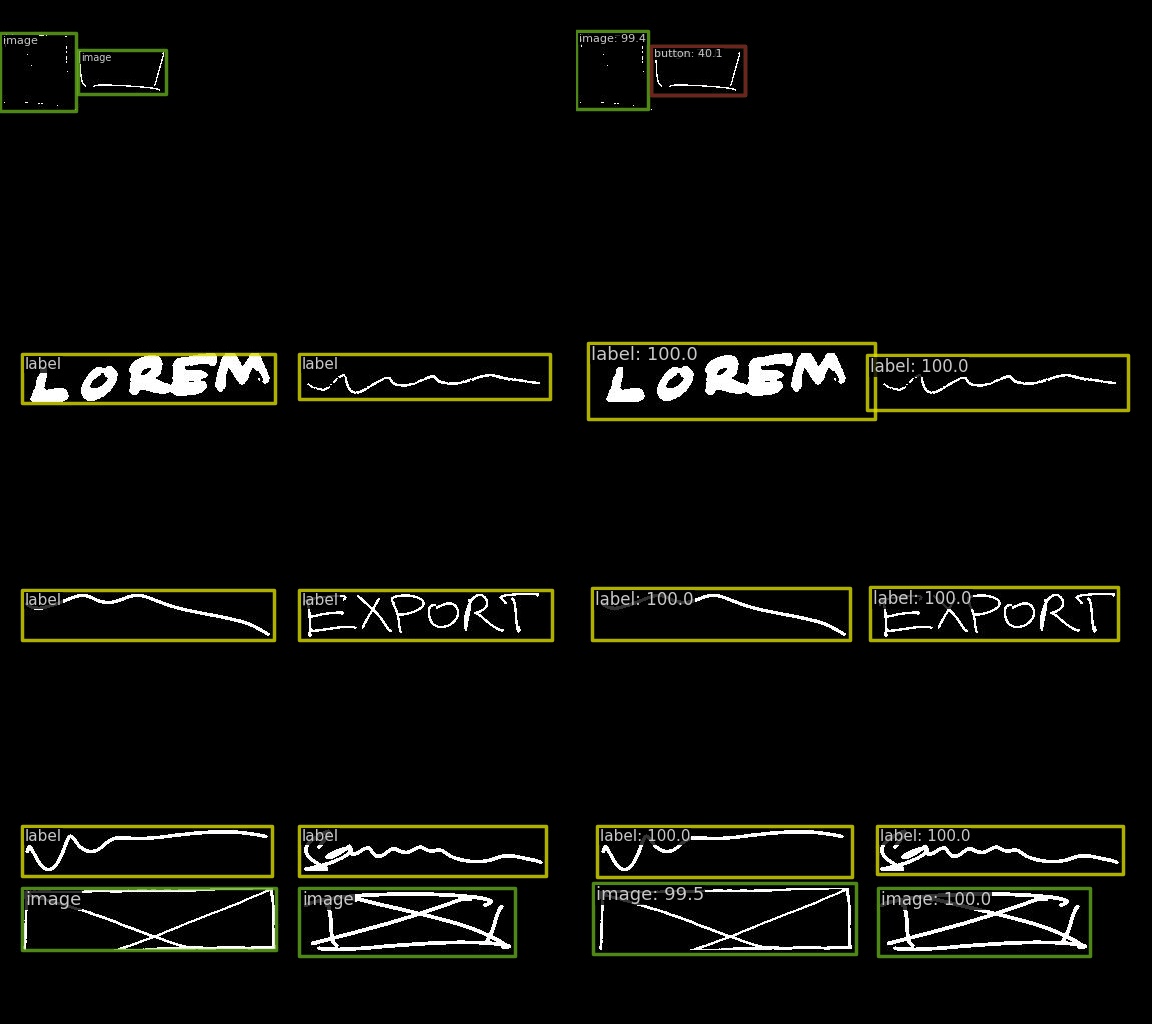 image image image: 99.4 button: 40.1
label LOREM label label: 100.0 LOREM label: 100.0
label label EXPORT label: 100.0 label: 100.0 EXPORT
label label label: 100.0 label: 100.0
image image image: 99.5 image: 100.0